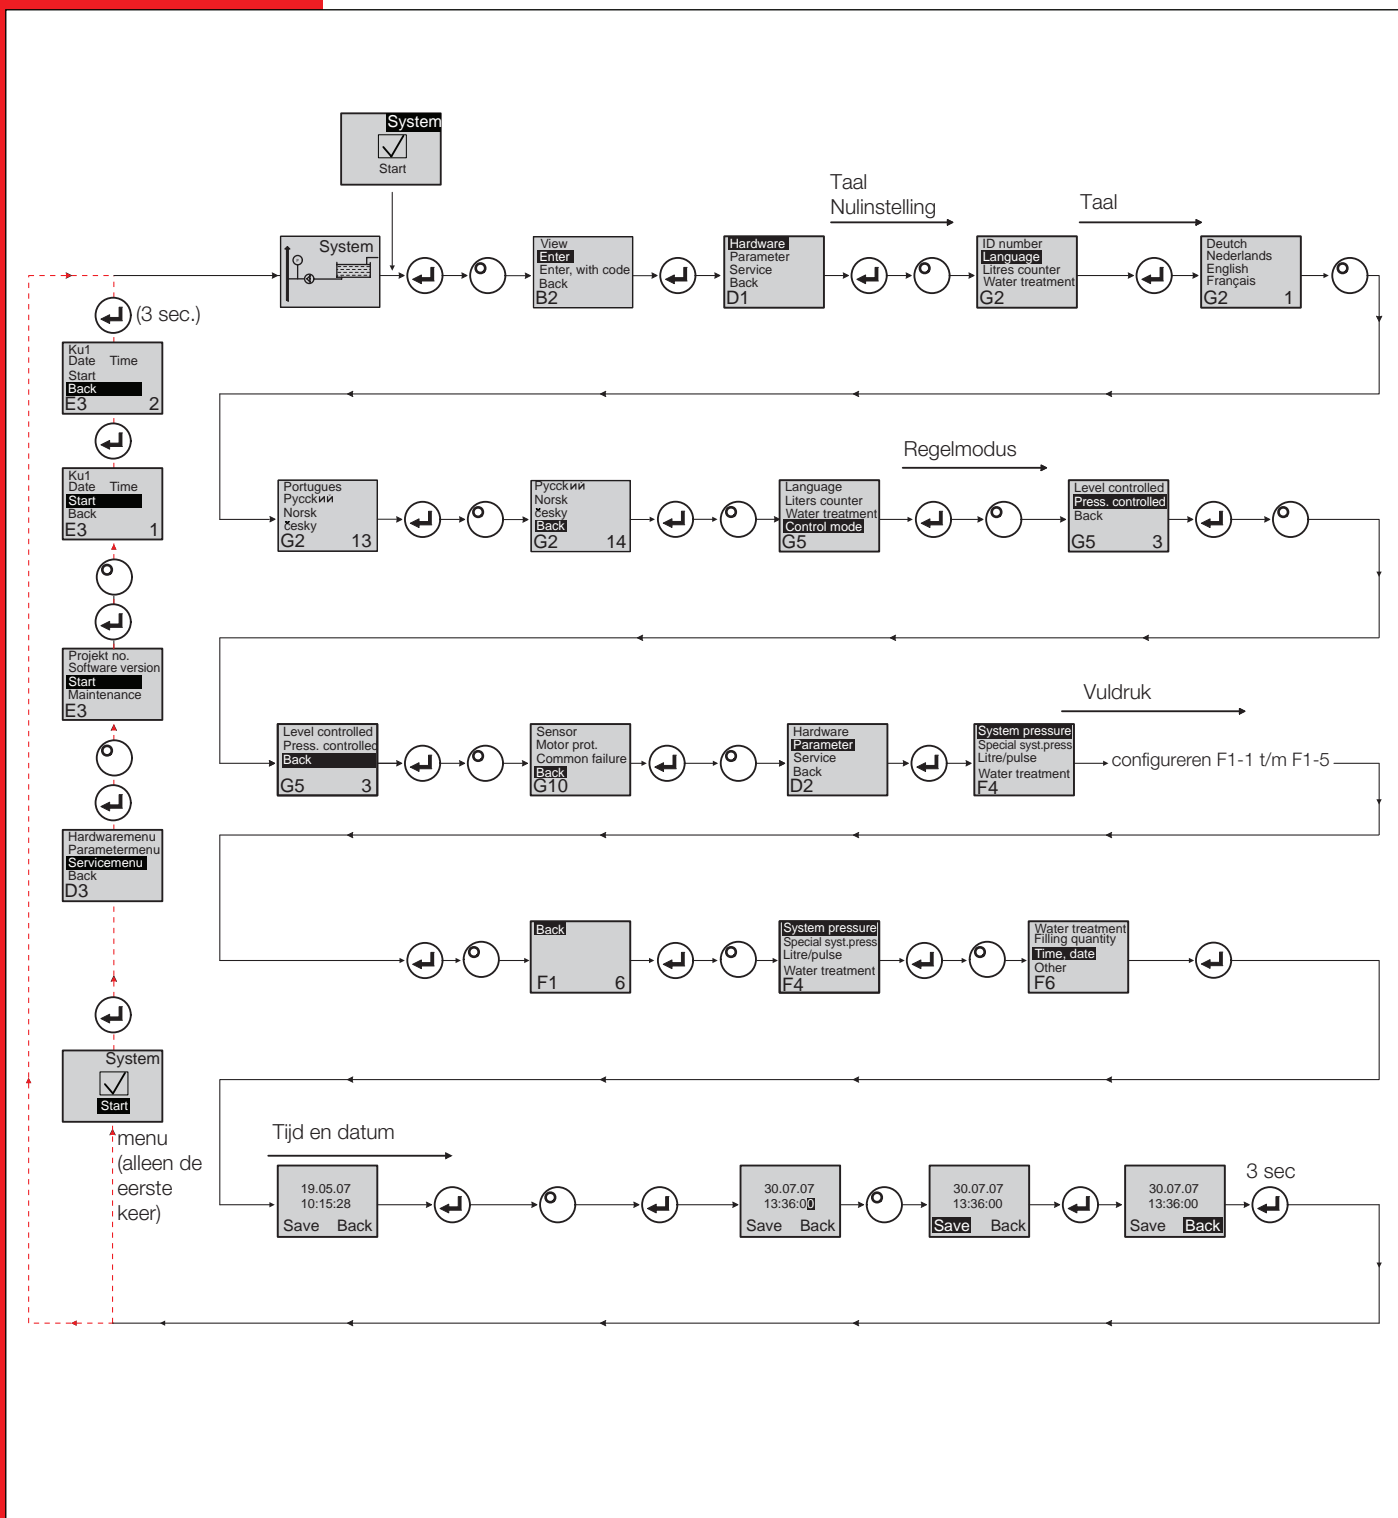 System
Start
System
View
Enter
Enter, with code
Back
B2
Hardware
Parameter
Service
Back
D1
Taal
Nulinstelling
ID number
Language
Litres counter
Water treatment
G2
Taal
Deutch
Nederlands
English
Français
G2 1
(3 sec.)
Ku1
Date Time
Start
Back
E3 2
Ku1
Date Time
Start
Back
E3 1
Projekt no.
Software version
Start
Maintenance
E3
Hardwaremenu
Parametermenu
Servicemenu
Back
D3
System
Start
menu
(alleen de
eerste
keer)
Portugues
Русский
Norsk
česky
G2 13
Русский
Norsk
česky
Back
G2 14
Language
Liters counter
Water treatment
Control mode
G5
Regelmodus
Level controlled
Press. controlled
Back
G5 3
Level controlled
Press. controlled
Back
G5 3
Sensor
Motor prot.
Common failure
Back
G10
Hardware
Parameter
Service
Back
D2
System pressure
Special syst.press
Litre/pulse
Water treatment
F4
Vuldruk
configureren F1-1 t/m F1-5
Back
F1 6
System pressure
Special syst.press
Litre/pulse
Water treatment
F4
Water treatment
Filling quantity
Time, date
Other
F6
Tijd en datum
19.05.07
10:15:28
Save Back
30.07.07
13:36:00
Save Back
30.07.07
13:36:00
Save Back
30.07.07
13:36:00
Save Back
3 sec